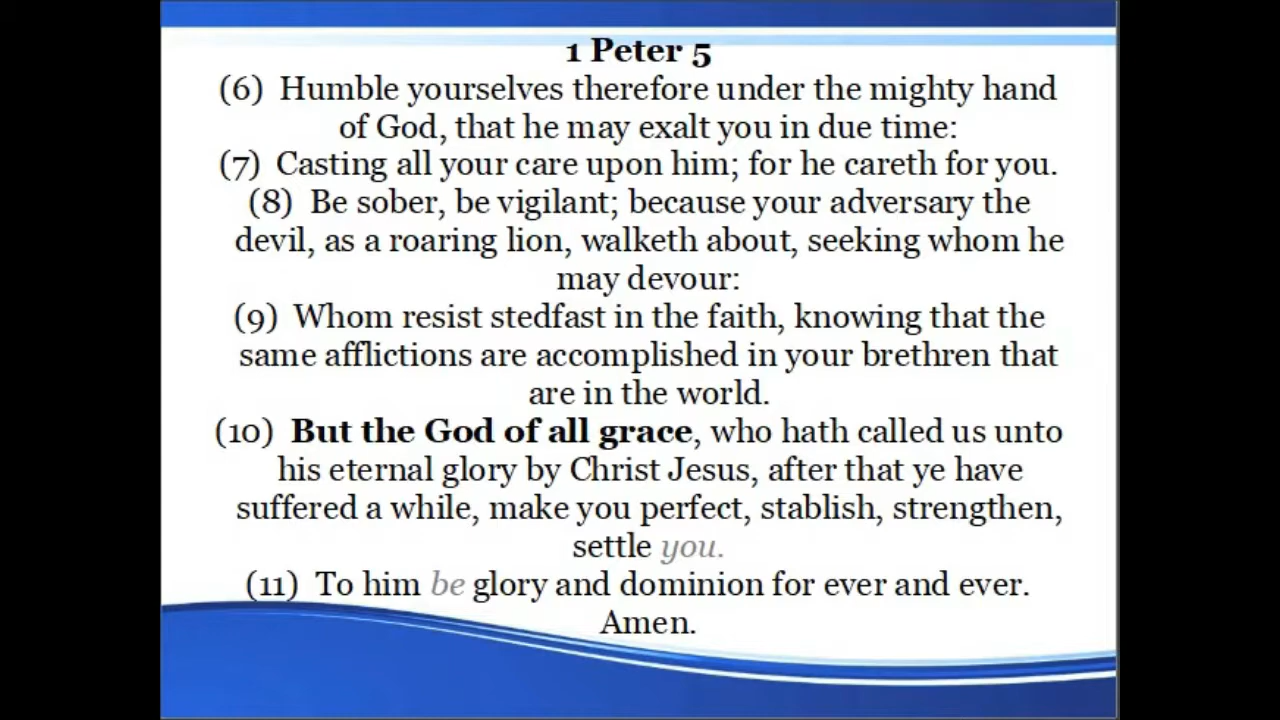 1 Peter 5
(6) Humble yourselves therefore under the mighty hand
of God, that he may exalt you in due time:
(7) Casting all your care upon him; for he careth for you.
(8) Be sober, be vigilant; because your adversary the
devil, as a roaring lion, walketh about, seeking whom he
may devour:
(9) Whom resist stedfast in the faith, knowing that the
same afflictions are accomplished in your brethren that
are in the world.
(10) But the God of all grace, who hath called us unto
his eternal glory by Christ Jesus, after that ye have
suffered a while, make you perfect, stablish, strengthen,
settle you.
(11) To him be glory and dominion for ever and ever.
Amen.